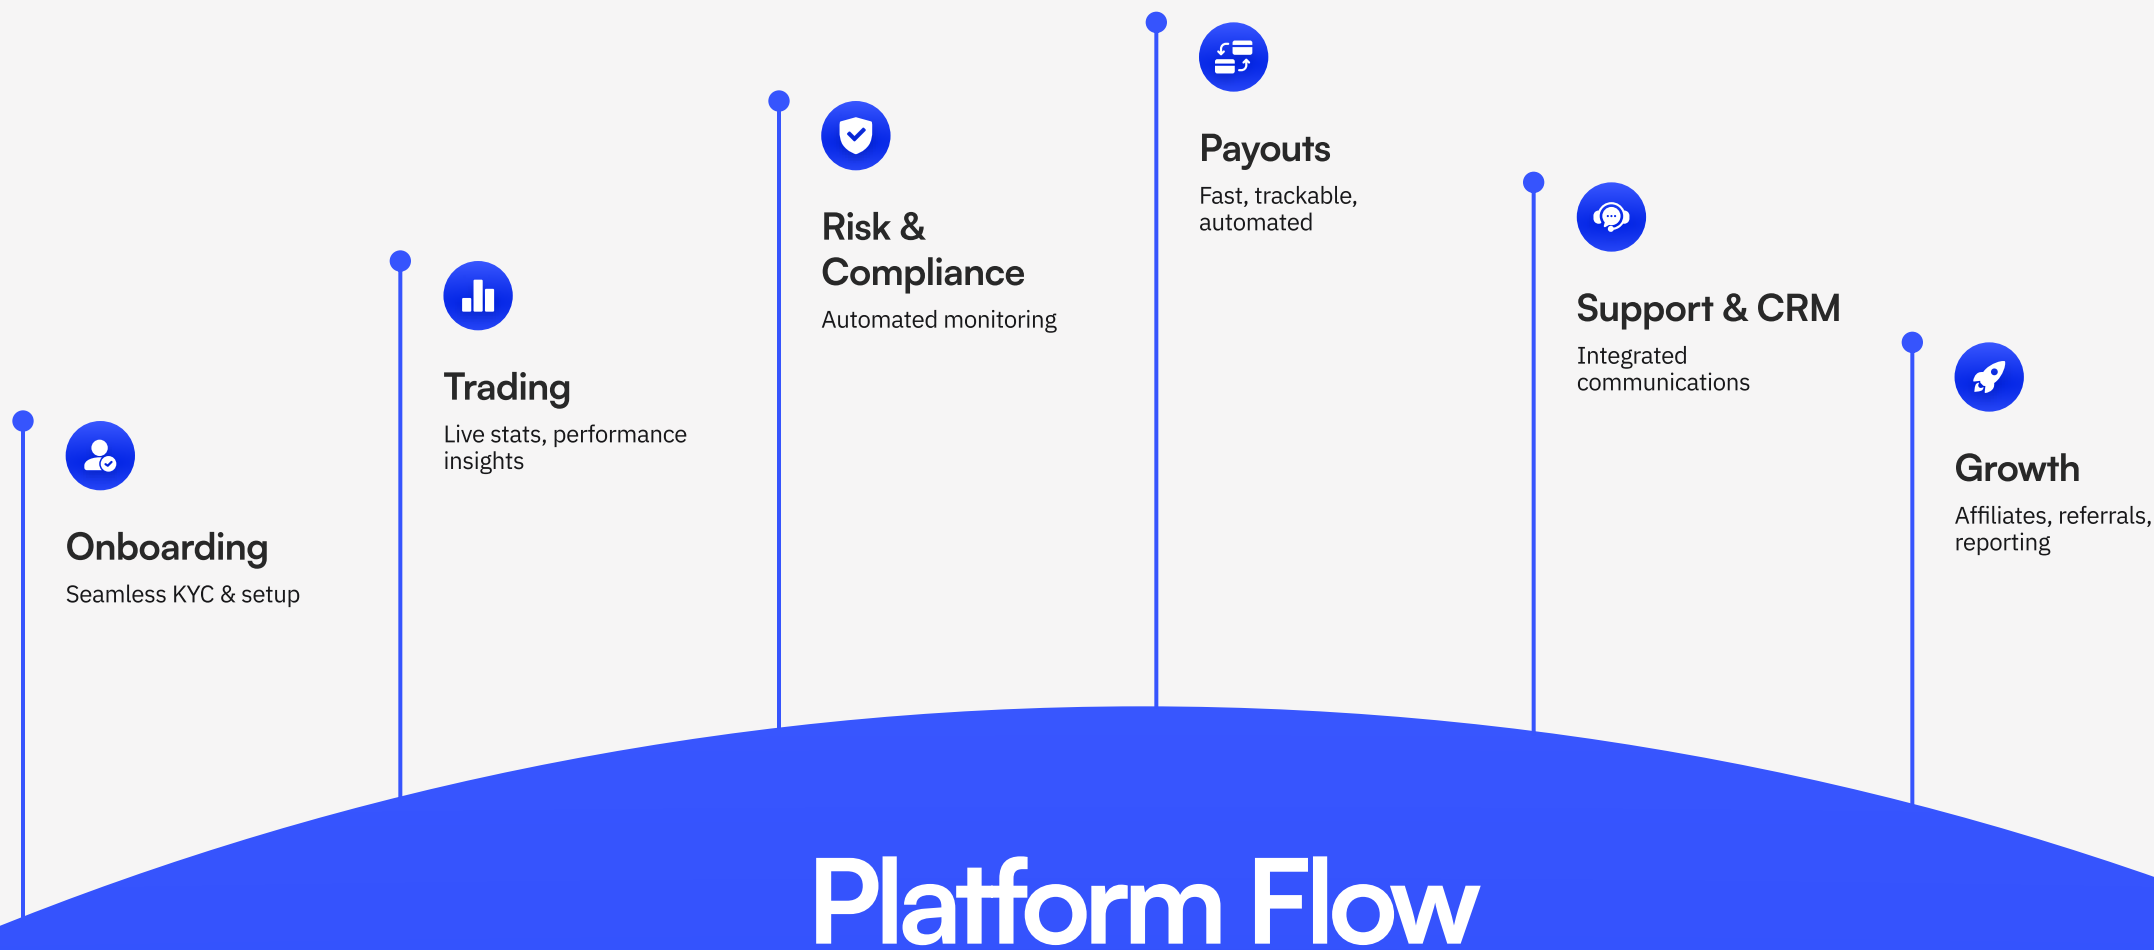 Onboarding
Seamless KYC & setup
Trading
Live stats, performance
insights
Risk &
Compliance
Automated monitoring
Payouts
Fast, trackable,
automated
Support & CRM
Integrated
communications
Growth
Affiliates, referrals,
reporting
Platform Flow